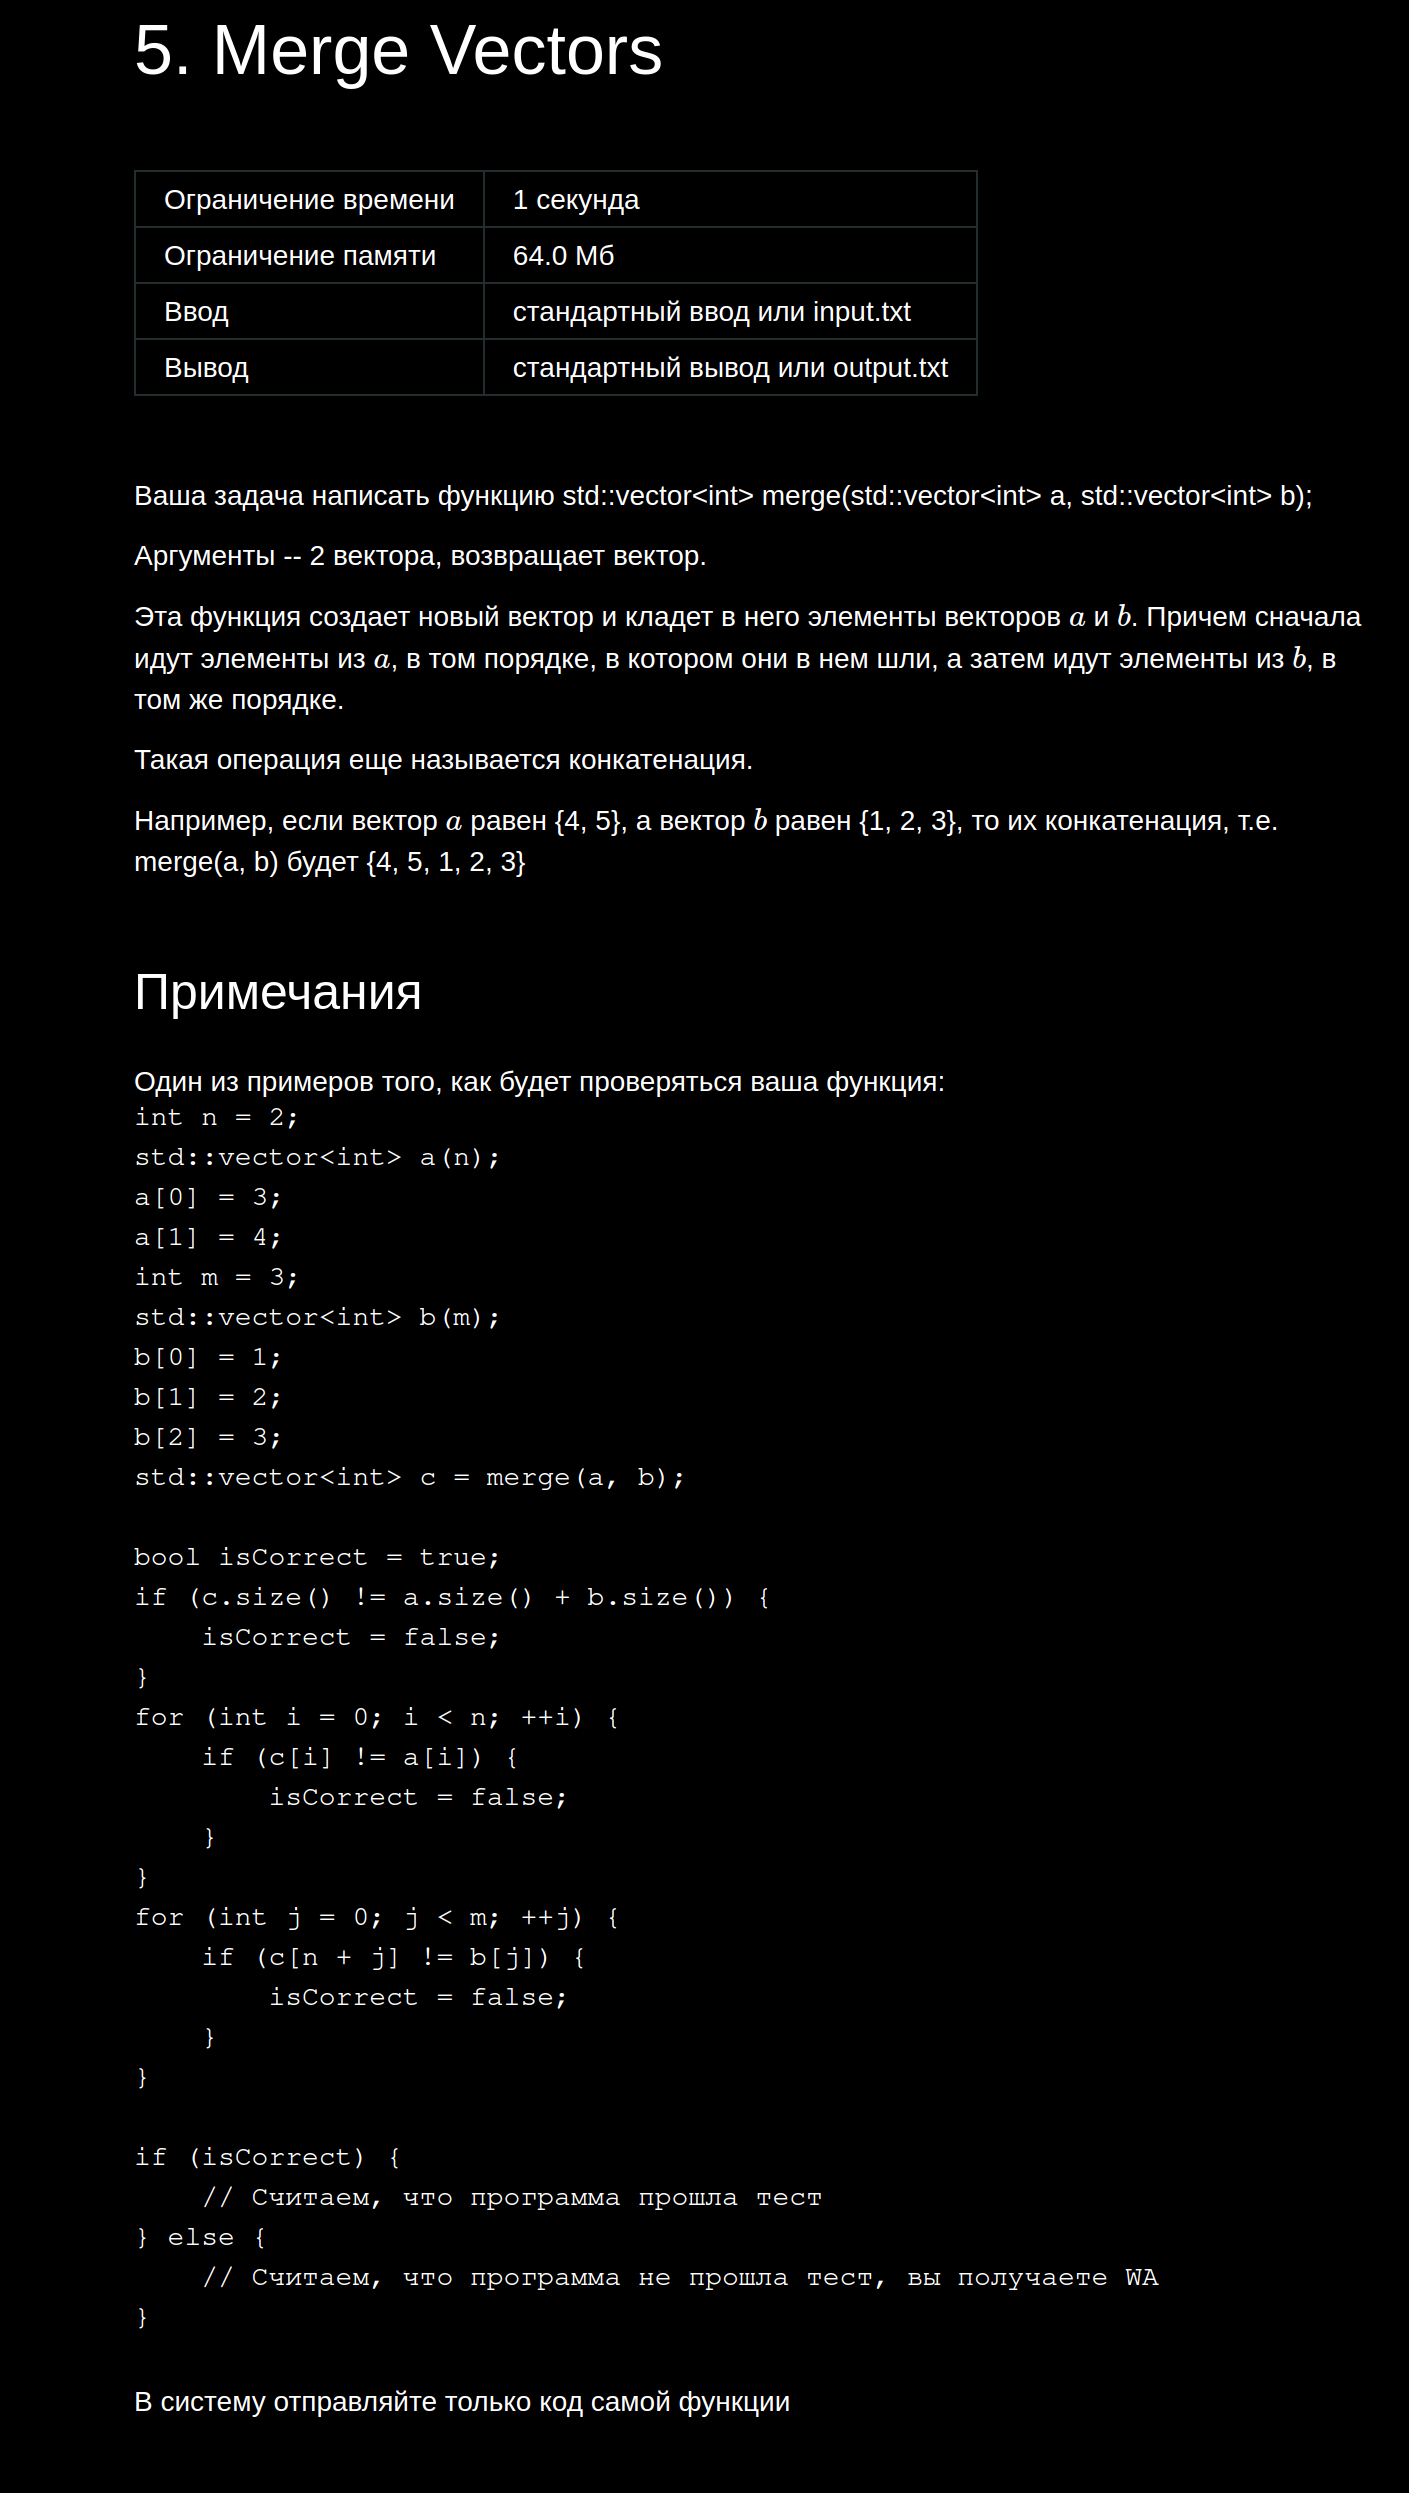 5. Merge Vectors
Ограничение времени 1 секунда
Ограничение памяти 64.0 Мб
Ввод стандартный ввод или input.txt
Вывод стандартный вывод или output.txt
Ваша задача написать функцию std::vector<int> merge(std::vector<int> a, std::vector<int> b);
Аргументы -- 2 вектора, возвращает вектор.
Эта функция создает новый вектор и кладет в него элементы векторов a и b. Причем сначала
идут элементы из a, в том порядке, в котором они в нем шли, а затем идут элементы из b, в
том же порядке.
Такая операция еще называется конкатенация.
Например, если вектор a равен {4, 5}, а вектор b равен {1, 2, 3}, то их конкатенация, т.е.
merge(a, b) будет {4, 5, 1, 2, 3}
Примечания
Один из примеров того, как будет проверяться ваша функция:
int n = 2;
std::vector<int> a(n);
a[0] = 3;
a[1] = 4;
int m = 3;
std::vector<int> b(m);
b[0] = 1;
b[1] = 2;
b[2] = 3;
std::vector<int> c = merge(a, b);
bool isCorrect = true;
if (c.size() != a.size() + b.size()) {
    isCorrect = false;
}
for (int i = 0; i < n; ++i) {
    if (c[i] != a[i]) {
        isCorrect = false;
    }
}
for (int j = 0; j < m; ++j) {
    if (c[n + j] != b[j]) {
        isCorrect = false;
    }
}
if (isCorrect) {
    // Считаем, что программа прошла тест
} else {
    // Считаем, что программа не прошла тест, вы получаете WA
}
В систему отправляйте только код самой функции